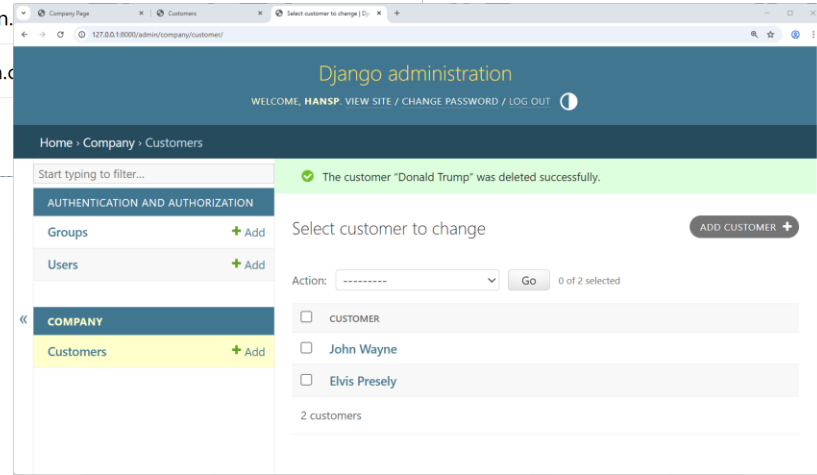 n.
Company Page
Customers
Select customer to change | Dj
127.0.0.1:8000/admin/company/customer/
Django administration
WELCOME, HANSP. VIEW SITE / CHANGE PASSWORD / LOG OUT
Home › Company › Customers
Start typing to filter...
The customer "Donald Trump" was deleted successfully.
AUTHENTICATION AND AUTHORIZATION
Groups + Add
Users + Add
Select customer to change
ADD CUSTOMER +
Action: --------- Go 0 of 2 selected
«
COMPANY
Customers + Add
CUSTOMER
John Wayne
Elvis Presely
2 customers